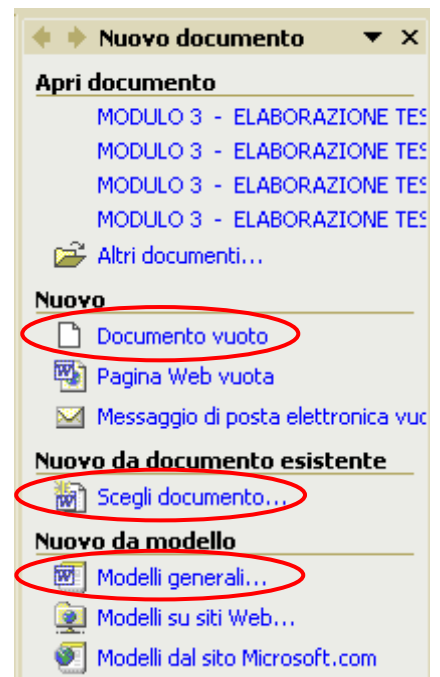 Nuovo documento
Apri documento
MODULO 3 - ELABORAZIONE TES
MODULO 3 - ELABORAZIONE TES
MODULO 3 - ELABORAZIONE TES
MODULO 3 - ELABORAZIONE TES
Altri documenti...
Nuovo
Documento vuoto
Pagina Web vuota
Messaggio di posta elettronica vuo
Nuovo da documento esistente
Scegli documento...
Nuovo da modello
Modelli generali...
Modelli su siti Web...
Modelli dal sito Microsoft.com